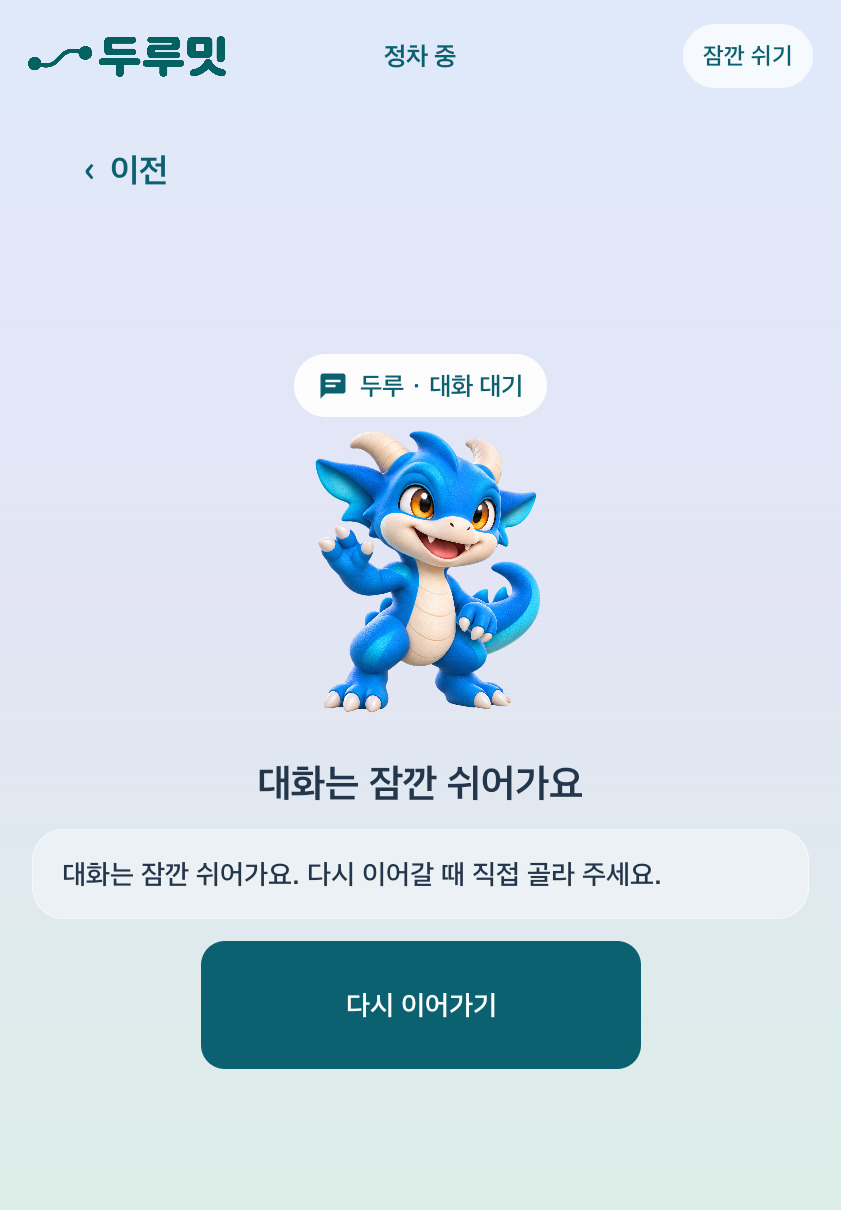 두루밋
정차 중
잠깐 쉬기
‹ 이전
두루 · 대화 대기
대화는 잠깐 쉬어가요
대화는 잠깐 쉬어가요. 다시 이어갈 때 직접 골라 주세요.
다시 이어가기